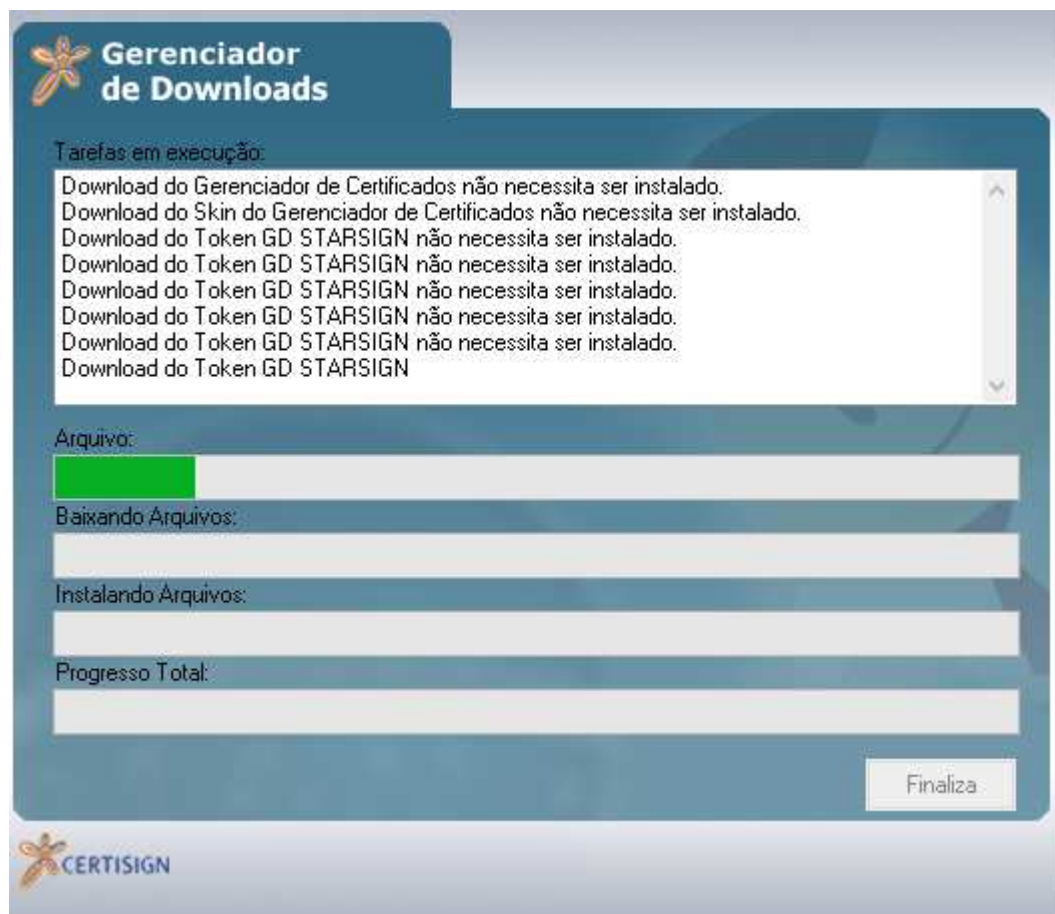 Gerenciador
de Downloads
Tarefas em execução:
Download do Gerenciador de Certificados não necessita ser instalado.
Download do Skin do Gerenciador de Certificados não necessita ser instalado.
Download do Token GD STARSIGN não necessita ser instalado.
Download do Token GD STARSIGN não necessita ser instalado.
Download do Token GD STARSIGN não necessita ser instalado.
Download do Token GD STARSIGN não necessita ser instalado.
Download do Token GD STARSIGN não necessita ser instalado.
Download do Token GD STARSIGN
Arquivo:
Baixando Arquivos:
Instalando Arquivos:
Progresso Total:
Finaliza
CERTISIGN